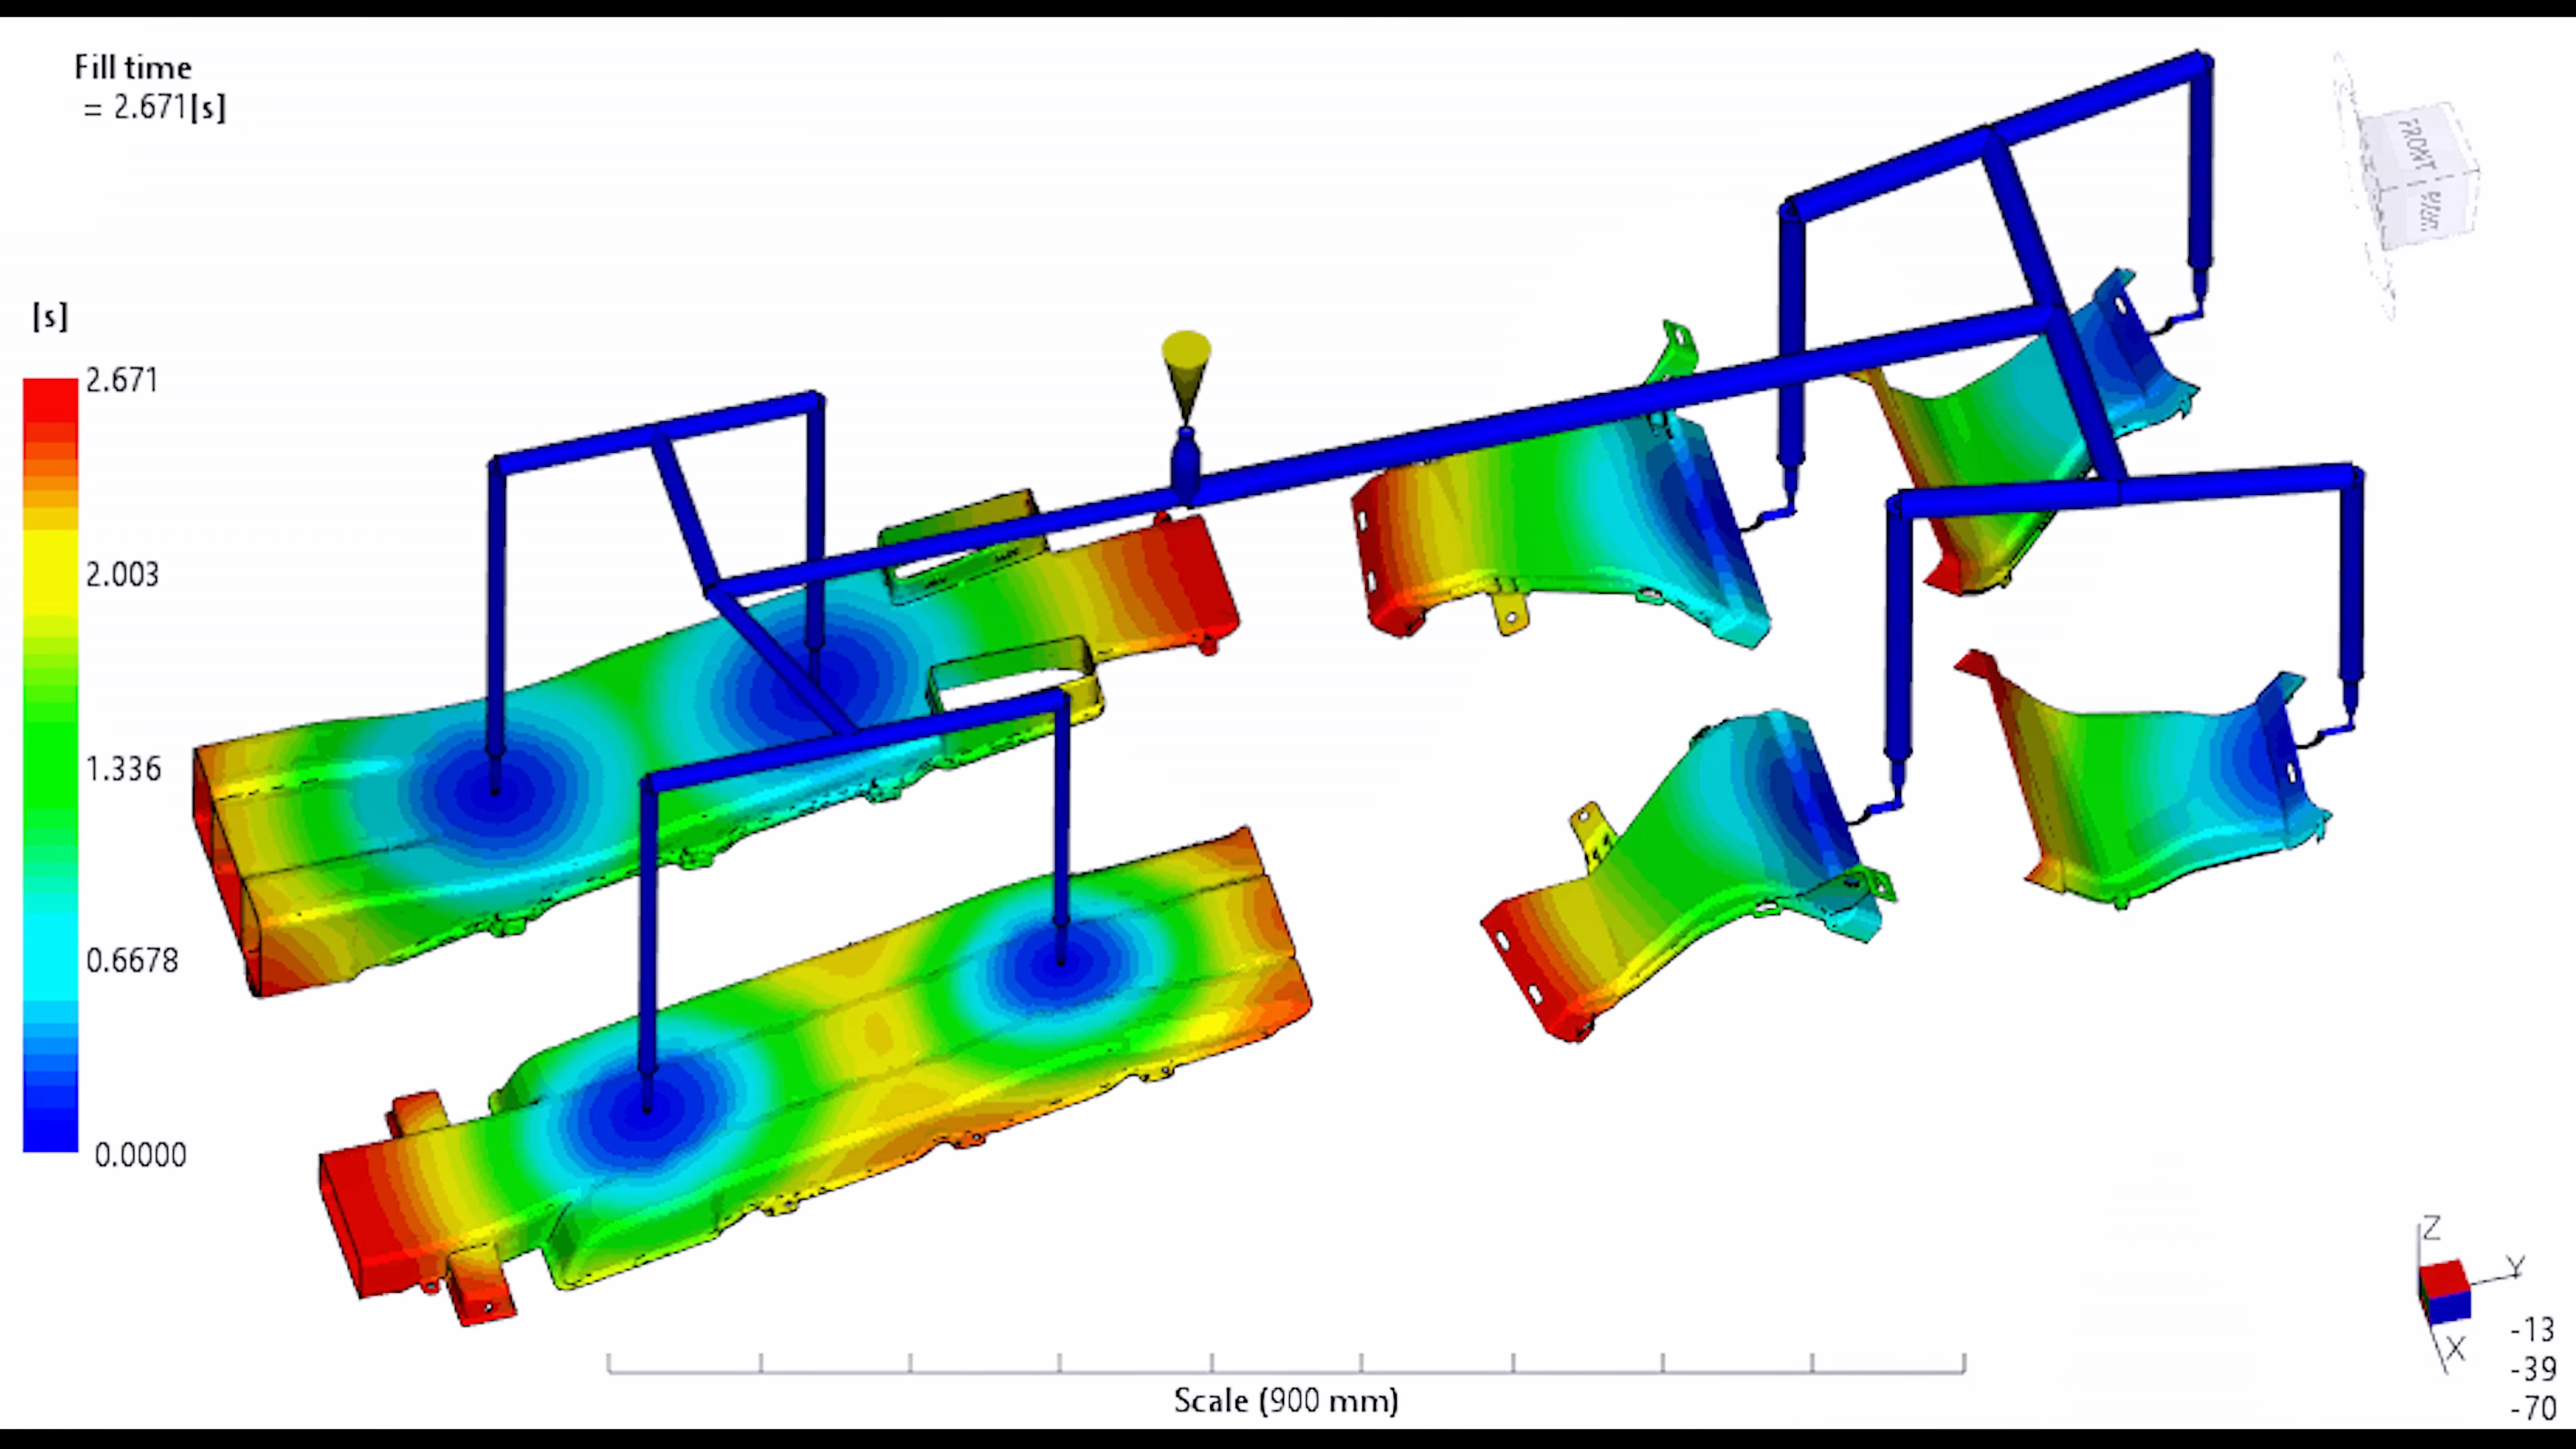 Fill time
= 2.671[s]
[s]
2.671
2.003
1.336
0.6678
0.0000
FRONT
Scale (900 mm)
Z
Y
X
-13
-39
-70